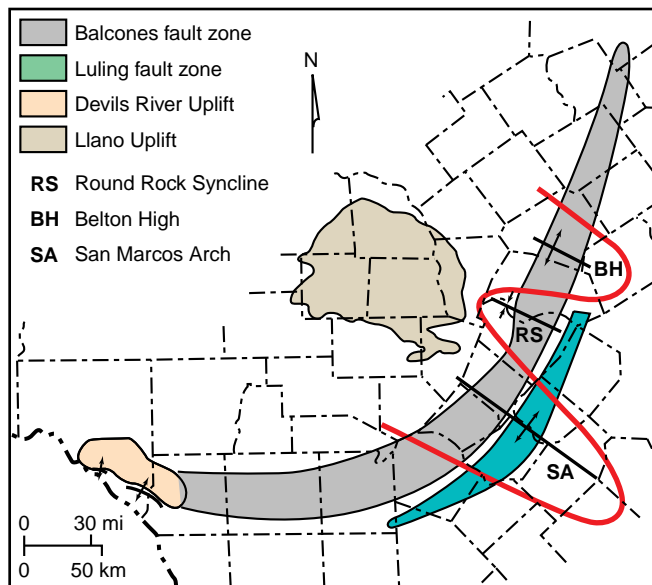 Balcones fault zone
Luling fault zone
Devils River Uplift
Llano Uplift
RS Round Rock Syncline
BH Belton High
SA San Marcos Arch
N
BH
RS
SA
0 30 mi
0 50 km